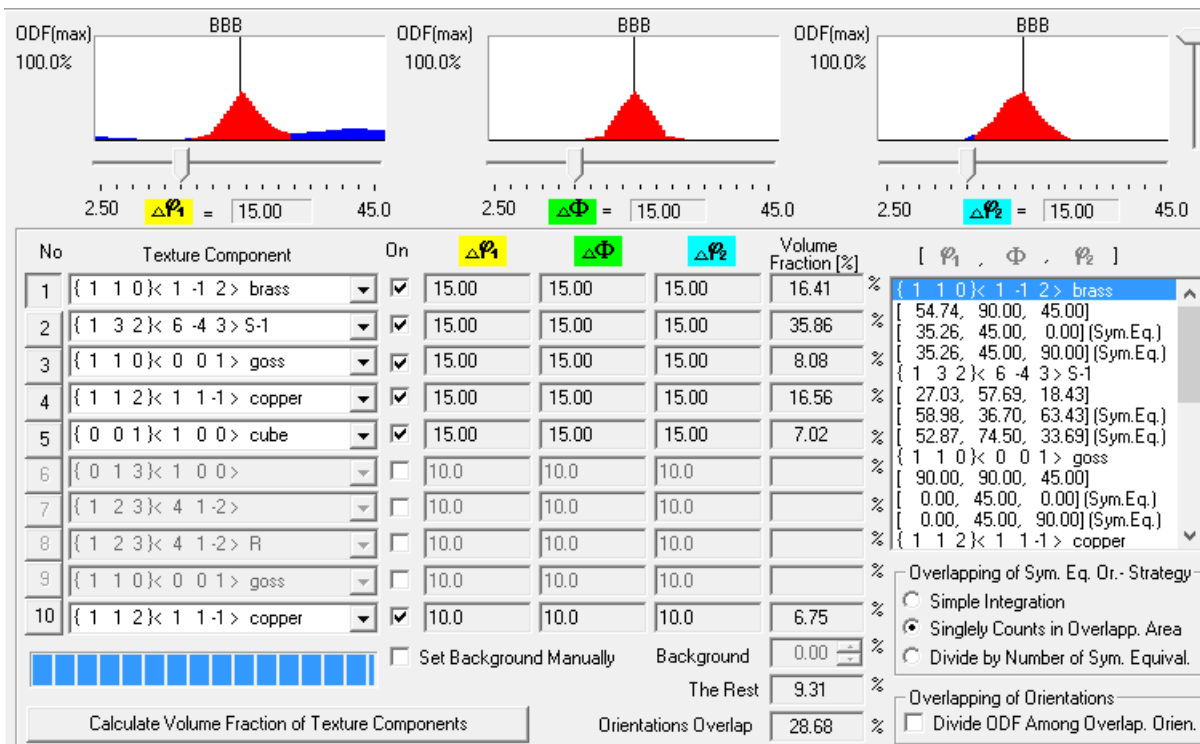 BBB BBB BBB
ODF(max) ODF(max) ODF(max)
100.0% 100.0% 100.0%
2.50 △φ1 = 15.00 45.0 2.50 △Φ = 15.00 45.0 2.50 △φ2 = 15.00 45.0
No Texture Component On △φ1 △Φ △φ2 Volume Fraction [%] [ φ1 , Φ , φ2 ]
1 { 1 1 0}< 1 -1 2> brass 15.00 15.00 15.00 16.41 %
2 { 1 3 2}< 6 -4 3> S-1 15.00 15.00 15.00 35.86 %
3 { 1 1 0}< 0 0 1> goss 15.00 15.00 15.00 8.08 %
4 { 1 1 2}< 1 1 -1> copper 15.00 15.00 15.00 16.56 %
5 { 0 0 1}< 1 0 0> cube 15.00 15.00 15.00 7.02 %
6 { 0 1 3}< 1 0 0> 10.0 10.0 10.0 %
7 { 1 2 3}< 4 1 -2> 10.0 10.0 10.0 %
8 { 1 2 3}< 4 1 -2> R 10.0 10.0 10.0 %
9 { 1 1 0}< 0 0 1> goss 10.0 10.0 10.0 %
10 { 1 1 2}< 1 1 -1> copper 10.0 10.0 10.0 6.75 %
{ 1 1 0}< 1 -1 2> brass
[ 54.74, 90.00, 45.00]
[ 35.26, 45.00, 0.00] (Sym.Eq.)
[ 35.26, 45.00, 90.00] (Sym.Eq.)
{ 1 3 2}< 6 -4 3> S-1
[ 27.03, 57.69, 18.43]
[ 58.98, 36.70, 63.43] (Sym.Eq.)
[ 52.87, 74.50, 33.69] (Sym.Eq.)
{ 1 1 0}< 0 0 1> goss
[ 90.00, 90.00, 45.00]
[ 0.00, 45.00, 0.00] (Sym.Eq.)
[ 0.00, 45.00, 90.00] (Sym.Eq.)
{ 1 1 2}< 1 1 -1> copper
Set Background Manually Background 0.00 %
The Rest 9.31 %
Calculate Volume Fraction of Texture Components Orientations Overlap 28.68 %
Overlapping of Sym. Eq. Or.- Strategy
Simple Integration
Singlely Counts in Overlapp. Area
Divide by Number of Sym. Equival.
Overlapping of Orientations
Divide ODF Among Overlap. Orien.